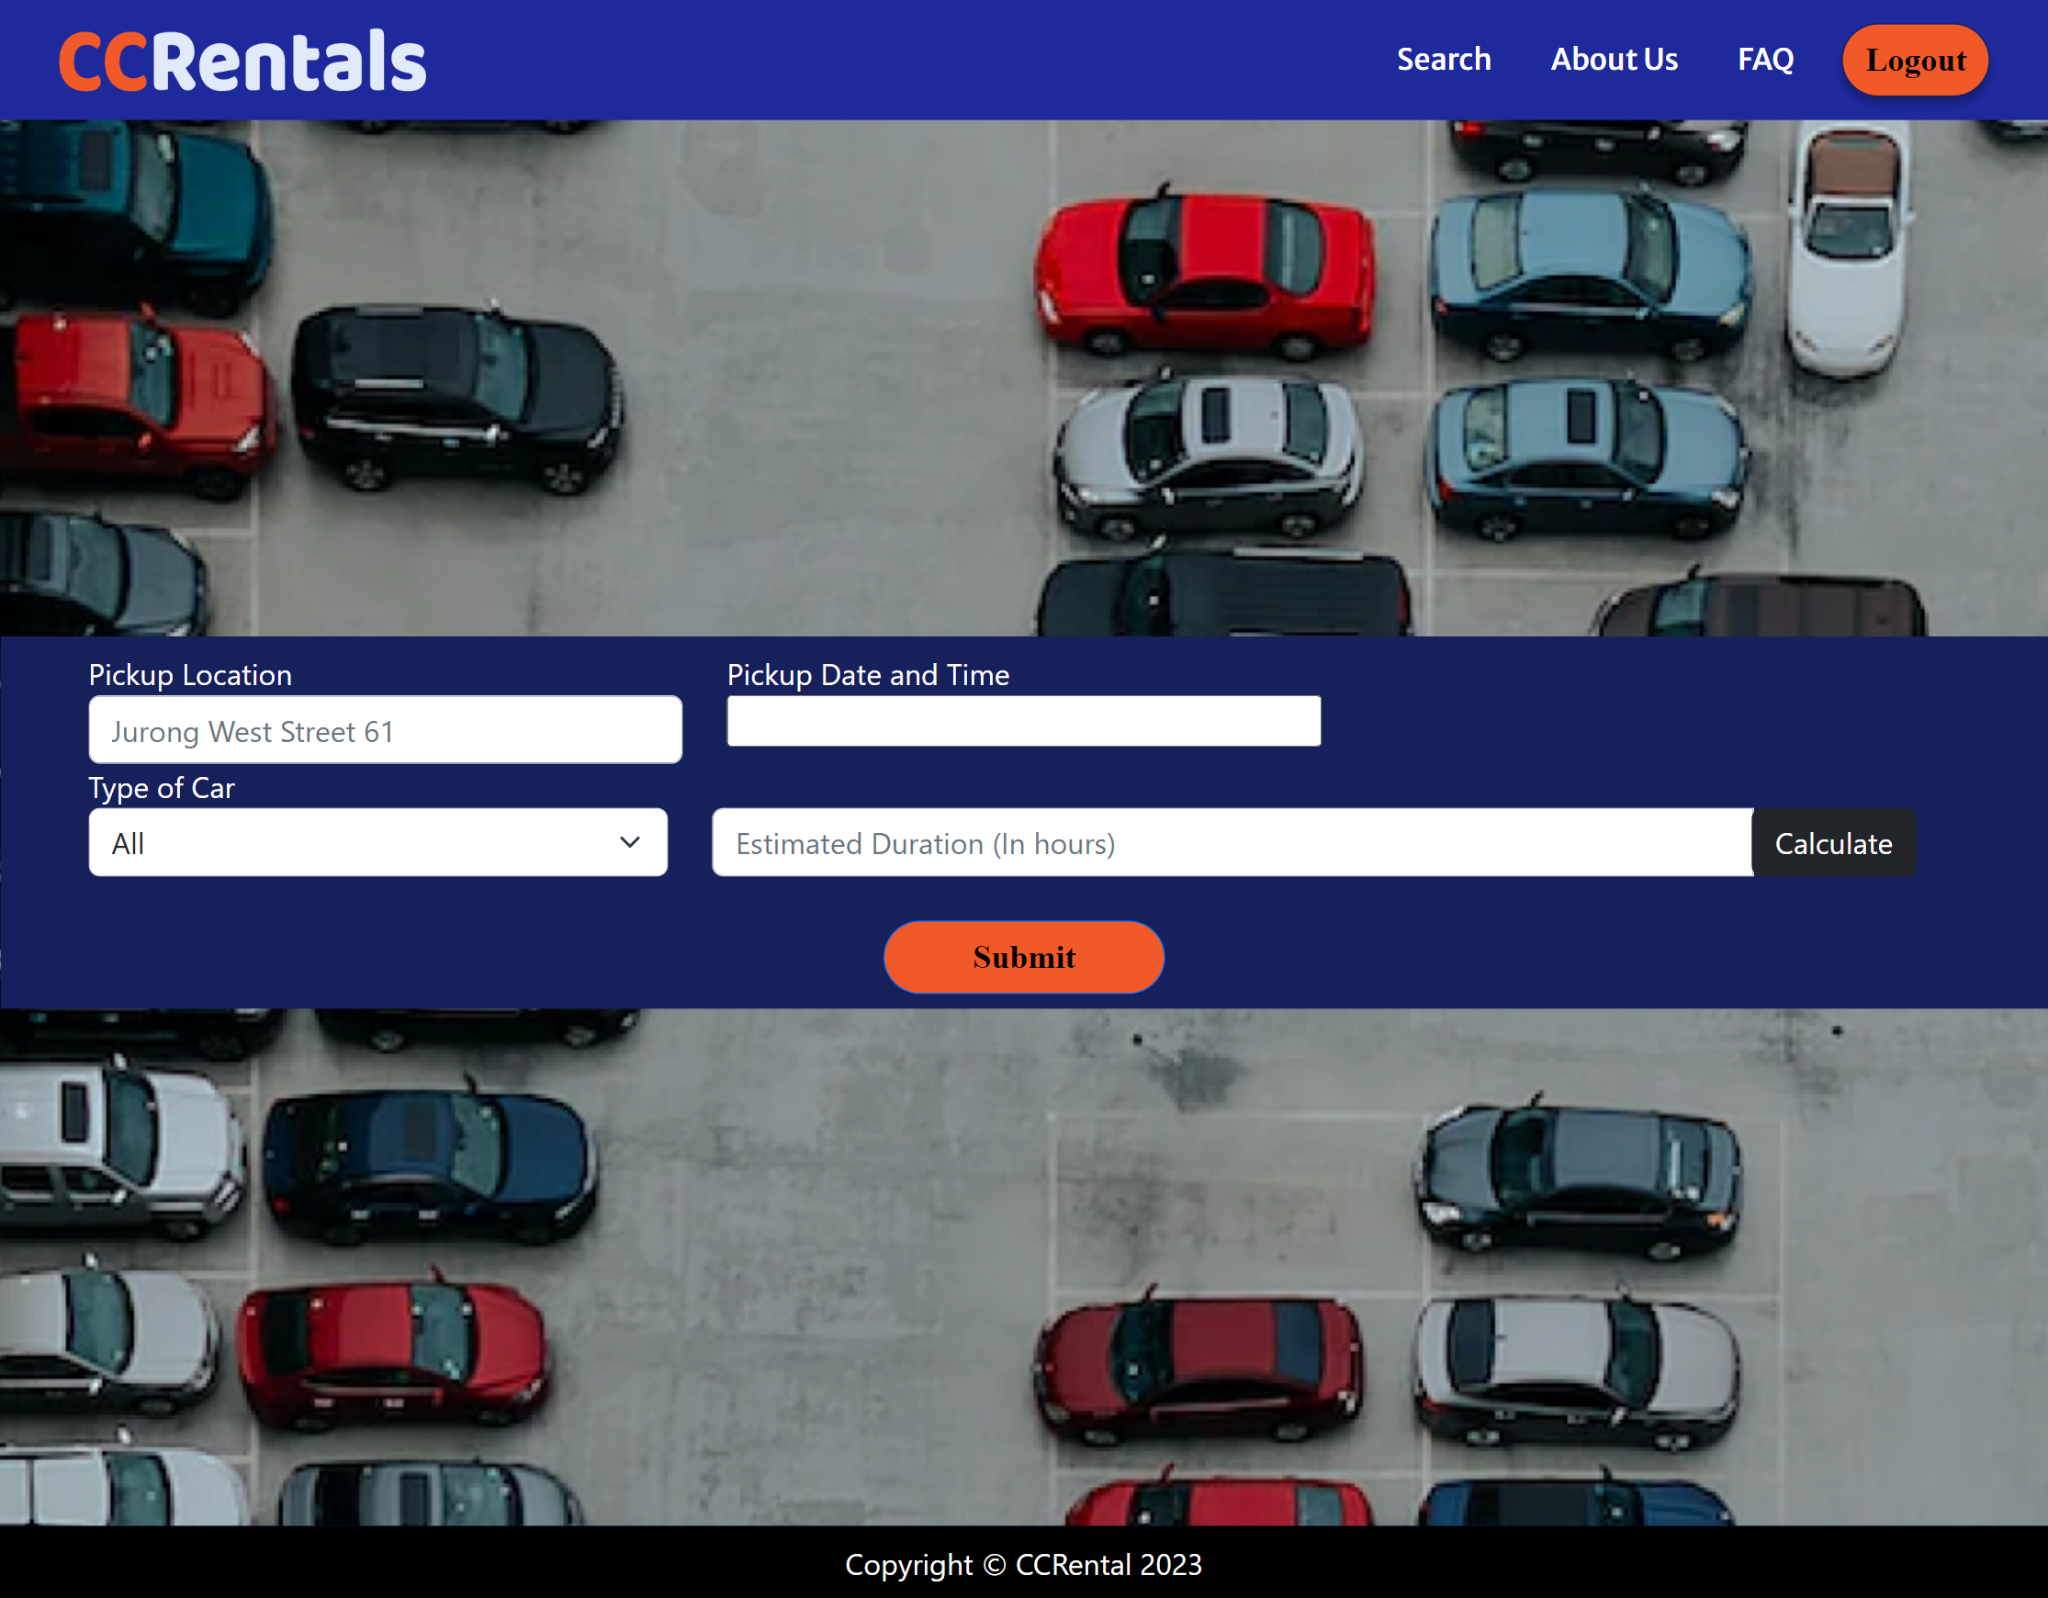 CCRentals
Search
About Us
FAQ
Logout
Pickup Location
Pickup Date and Time
Jurong West Street 61
Type of Car
All
Estimated Duration (In hours)
Calculate
Submit
Copyright © CCRental 2023